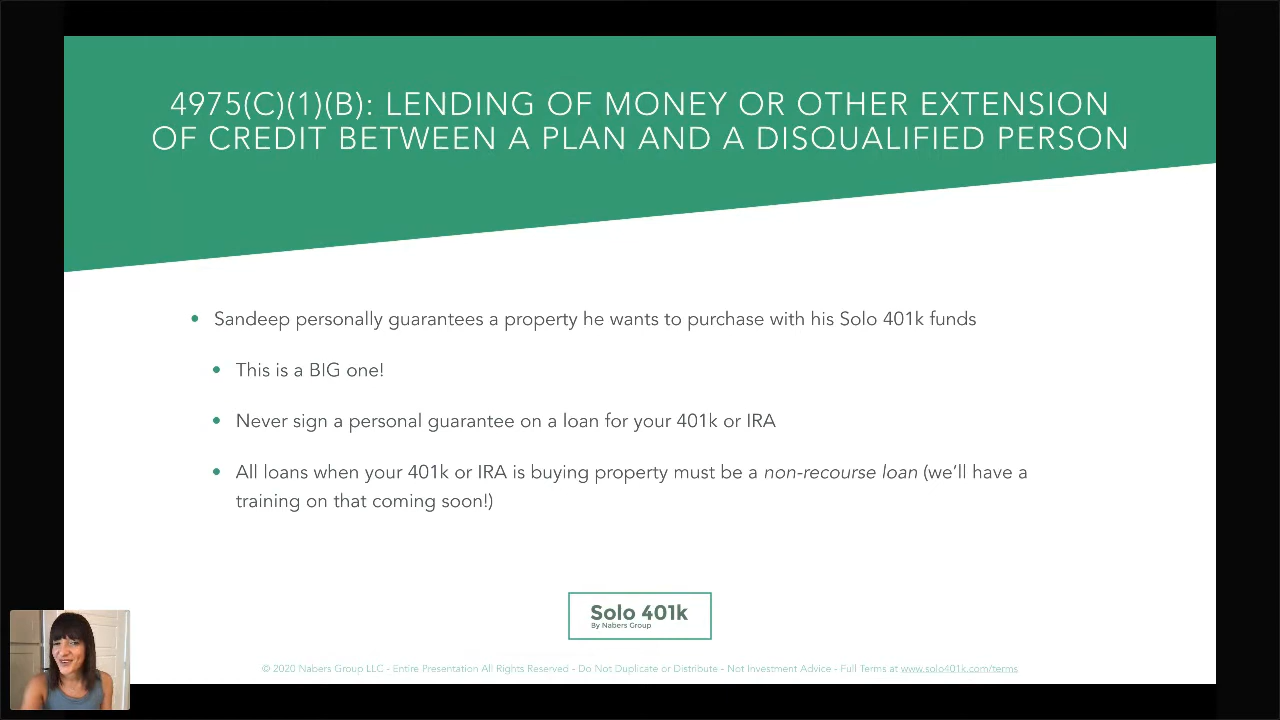 4975(C)(1)(B): LENDING OF MONEY OR OTHER EXTENSION
OF CREDIT BETWEEN A PLAN AND A DISQUALIFIED PERSON
• Sandeep personally guarantees a property he wants to purchase with his Solo 401k funds
• This is a BIG one!
• Never sign a personal guarantee on a loan for your 401k or IRA
• All loans when your 401k or IRA is buying property must be a non-recourse loan (we’ll have a
training on that coming soon!)
Solo 401k
By Nabers Group
© 2020 Nabers Group LLC - Entire Presentation All Rights Reserved - Do Not Duplicate or Distribute - Not Investment Advice - Full Terms at www.solo401k.com/terms